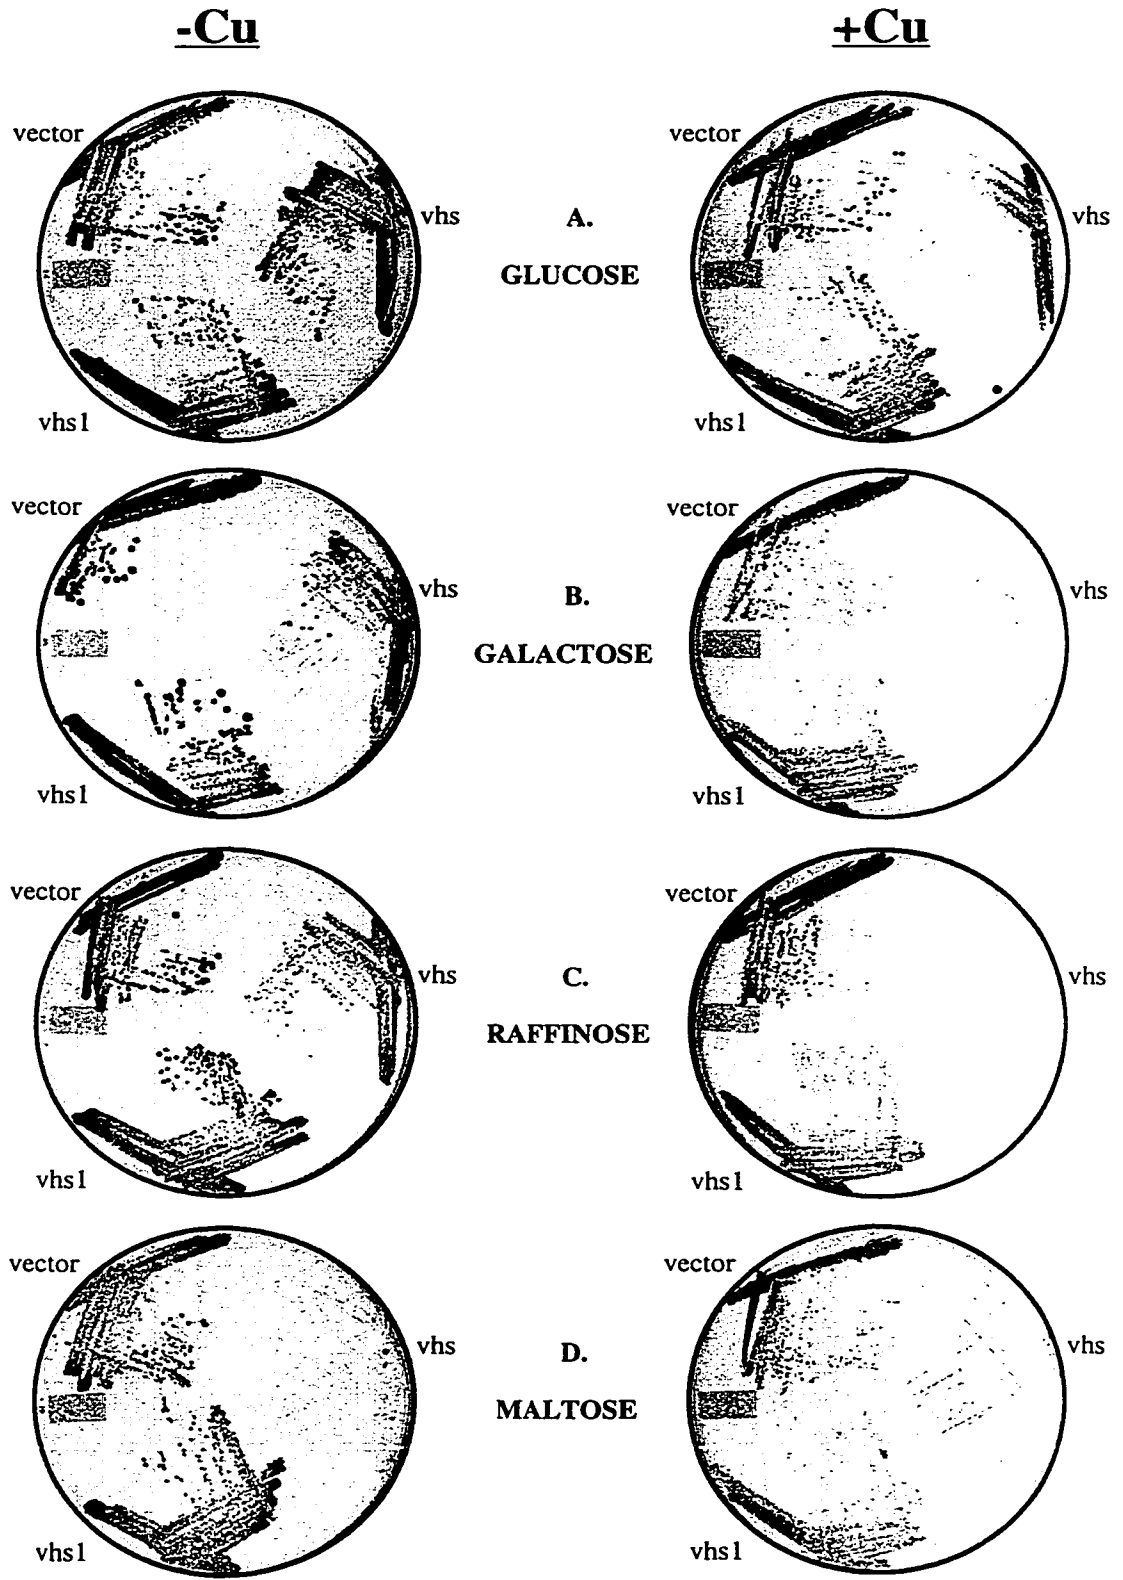 -Cu +Cu
vector vector
vhs A. vhs
GLUCOSE
vhs1 vhs1
vector vector
vhs B. vhs
GALACTOSE
vhs1 vhs1
vector vector
vhs C. vhs
RAFFINOSE
vhs1 vhs1
vector vector
vhs D. vhs
MALTOSE
vhs1 vhs1